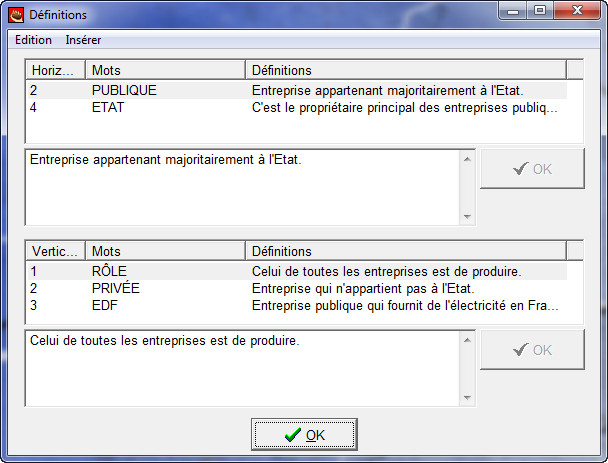 Définitions
Edition Insérer
Horiz... Mots Définitions
2 PUBLIQUE Entreprise appartenant majoritairement à l'Etat.
4 ETAT C'est le propriétaire principal des entreprises publiq...
Entreprise appartenant majoritairement à l'Etat.
OK
Vertic... Mots Définitions
1 RÔLE Celui de toutes les entreprises est de produire.
2 PRIVÉE Entreprise qui n'appartient pas à l'Etat.
3 EDF Entreprise publique qui fournit de l'électricité en Fra...
Celui de toutes les entreprises est de produire.
OK
OK